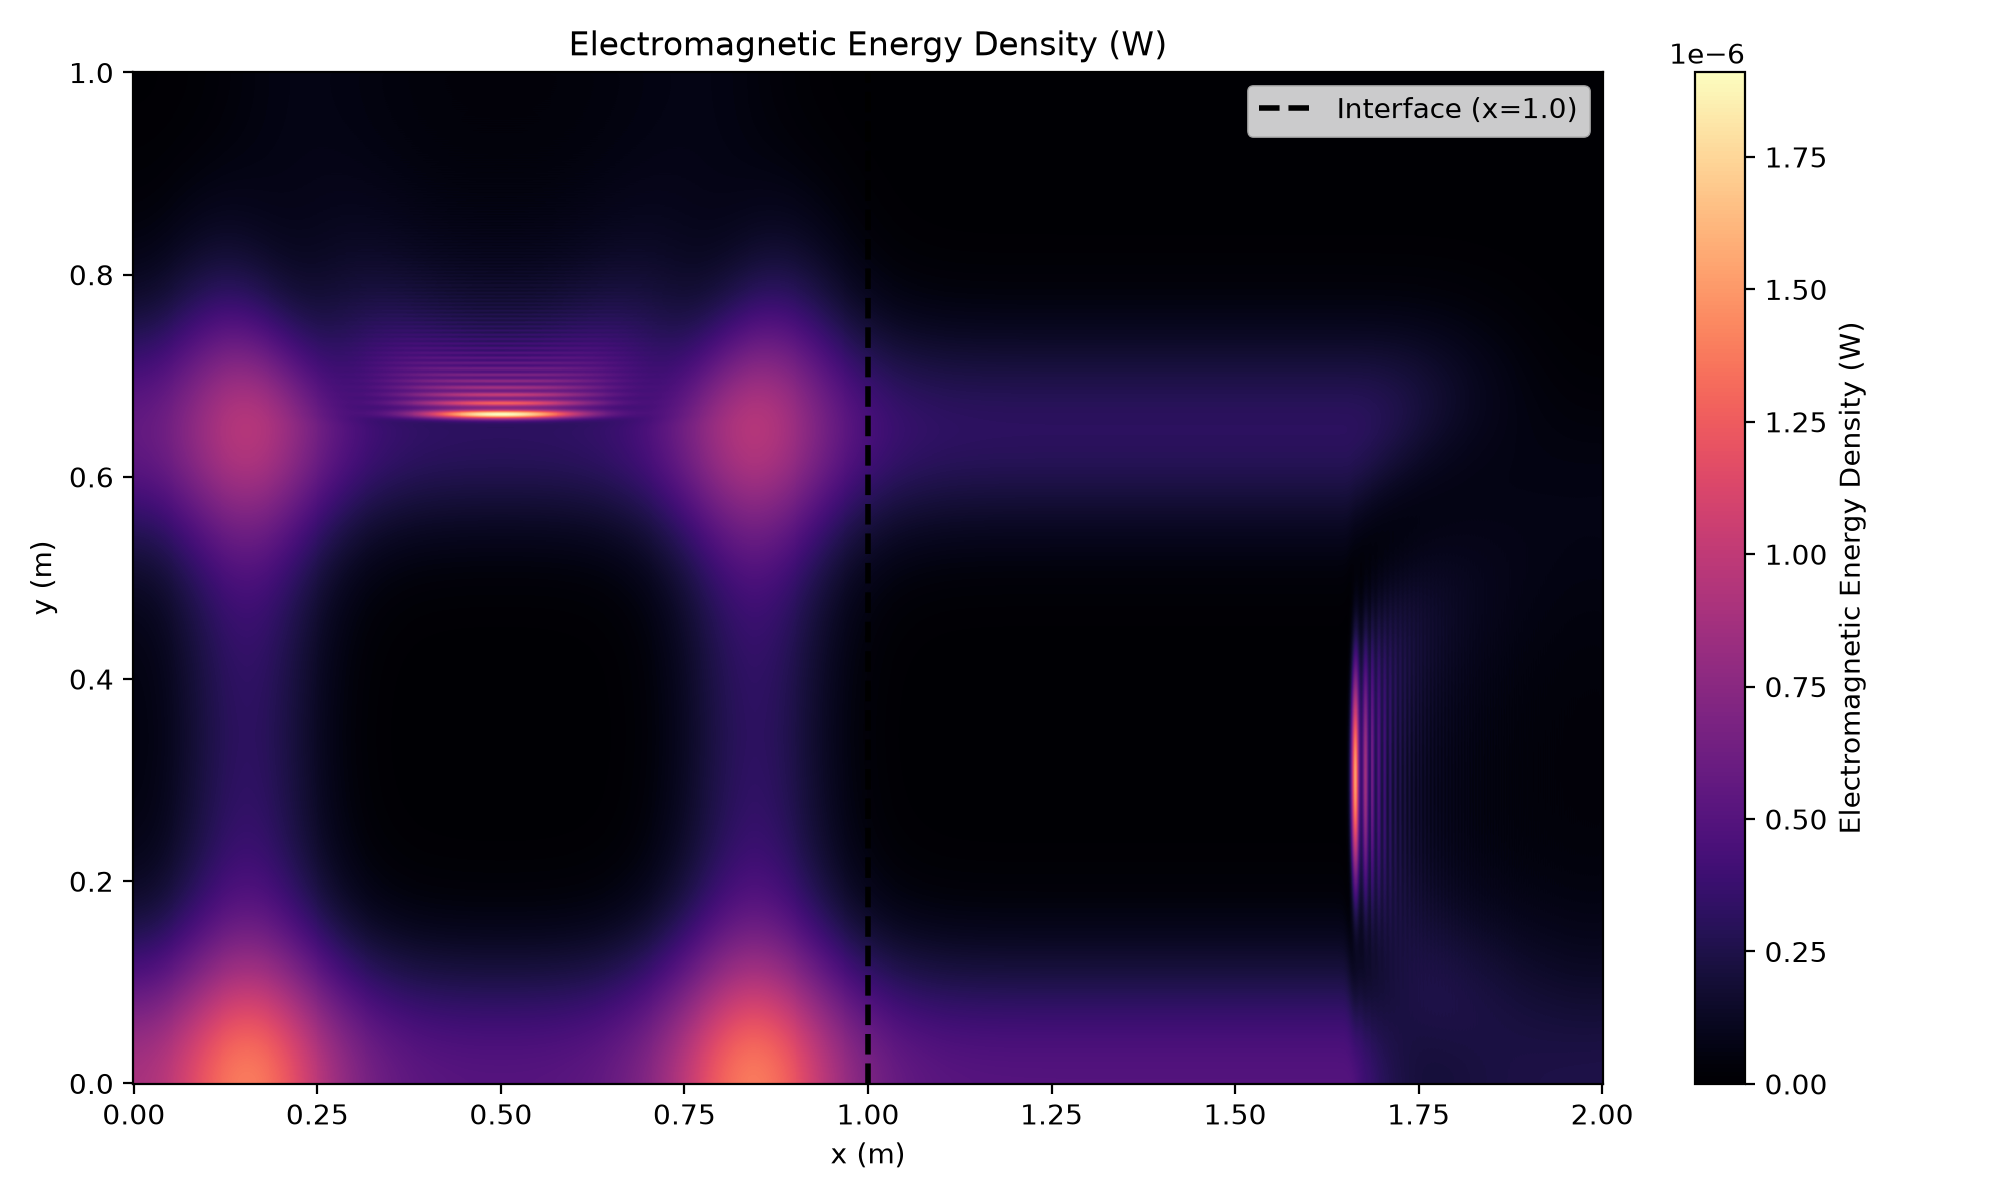 Electromagnetic Energy Density (W)
1e−6
Interface (x=1.0)
1.0
0.8
0.6
0.4
0.2
0.0
y (m)
0.00 0.25 0.50 0.75 1.00 1.25 1.50 1.75 2.00
x (m)
1.75
1.50
1.25
1.00
0.75
0.50
0.25
0.00
Electromagnetic Energy Density (W)